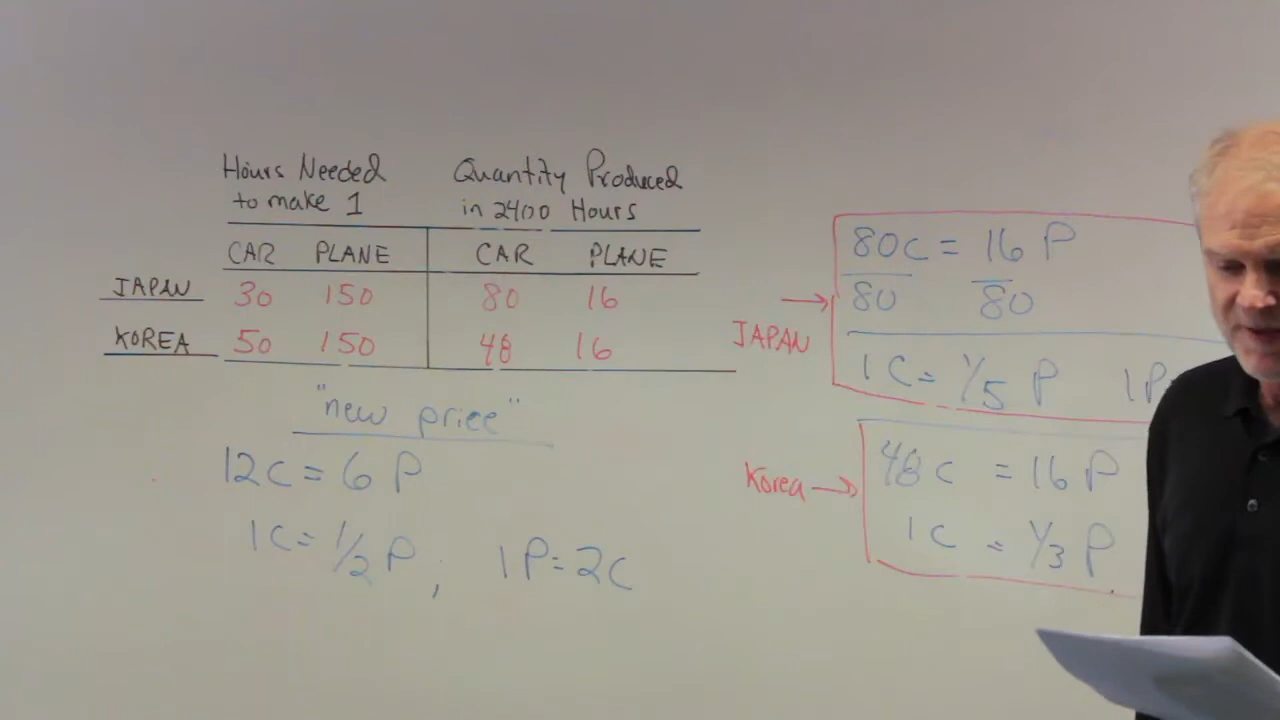 Hours Needed to make 1
Quantity Produced in 2400 Hours
CAR PLANE CAR PLANE
JAPAN 30 150 80 16
KOREA 50 150 48 16
"new price"
12C = 6 P
1C = 1/2 P ; 1P = 2C
JAPAN →
80C = 16 P
80 80
1C = 1/5 P 1P
Korea →
48C = 16 P
1C = 1/3 P